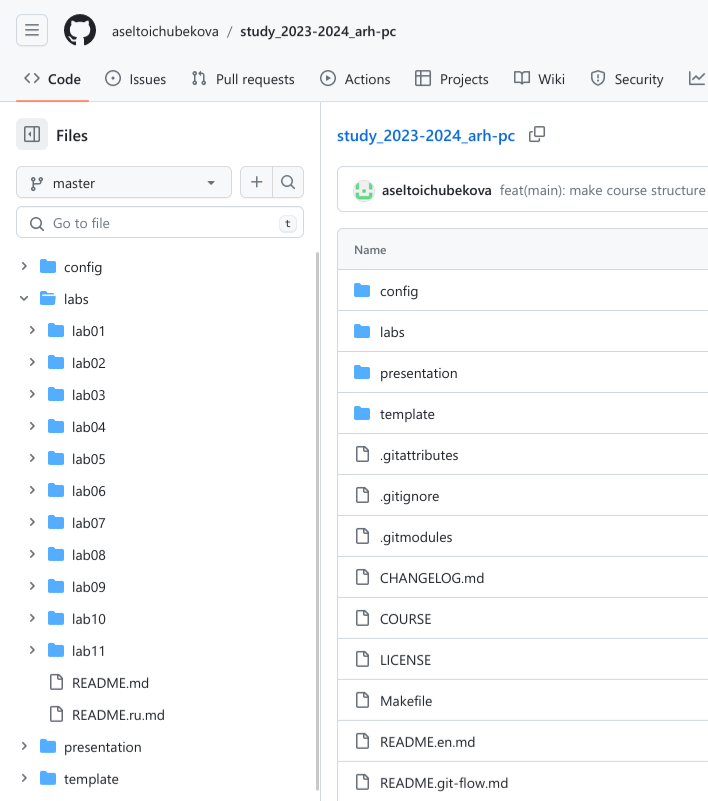 aseltoichubekova / study_2023-2024_arh-pc
Code Issues Pull requests Actions Projects Wiki Security
Files
master
Go to file t
config
labs
lab01
lab02
lab03
lab04
lab05
lab06
lab07
lab08
lab09
lab10
lab11
README.md
README.ru.md
presentation
template
study_2023-2024_arh-pc
aseltoichubekova feat(main): make course structure
Name
config
labs
presentation
template
.gitattributes
.gitignore
.gitmodules
CHANGELOG.md
COURSE
LICENSE
Makefile
README.en.md
README.git-flow.md